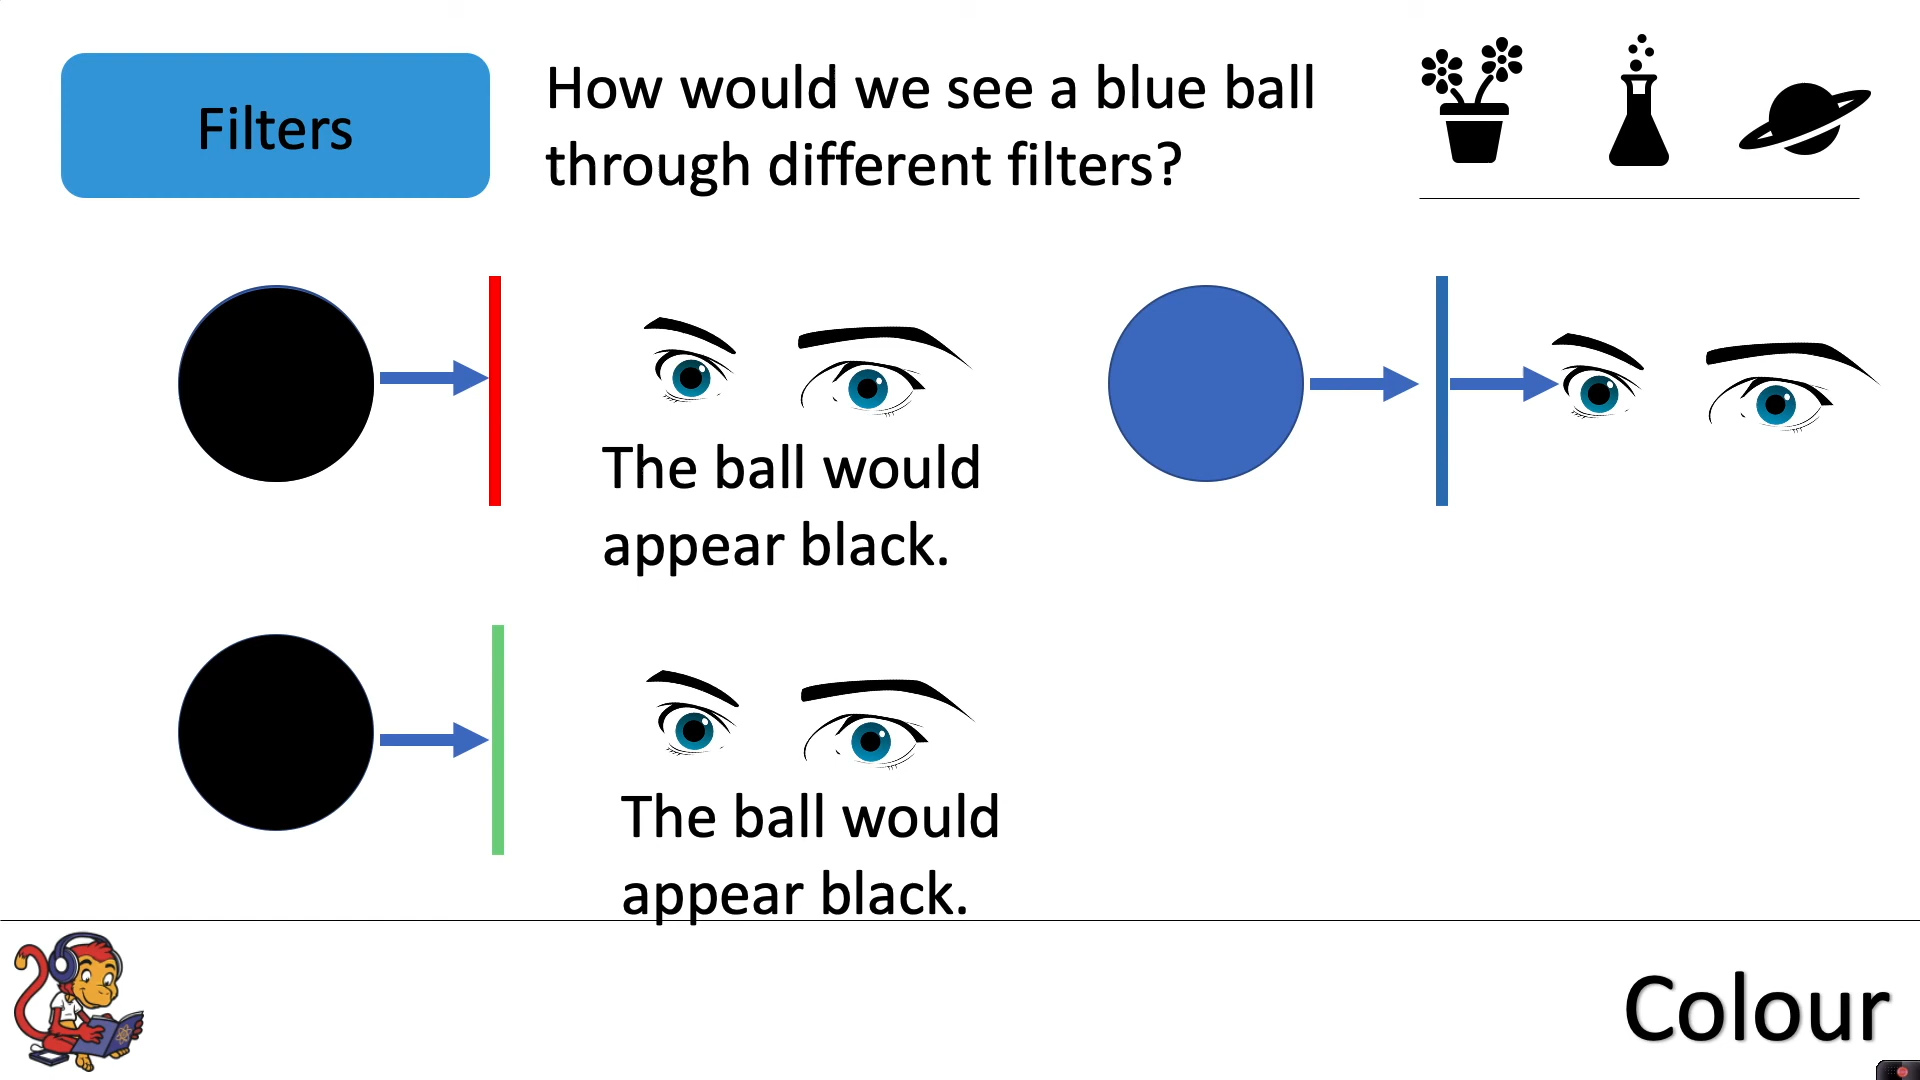 Filters
How would we see a blue ball
through different filters?
The ball would
appear black.
The ball would
appear black.
Colour